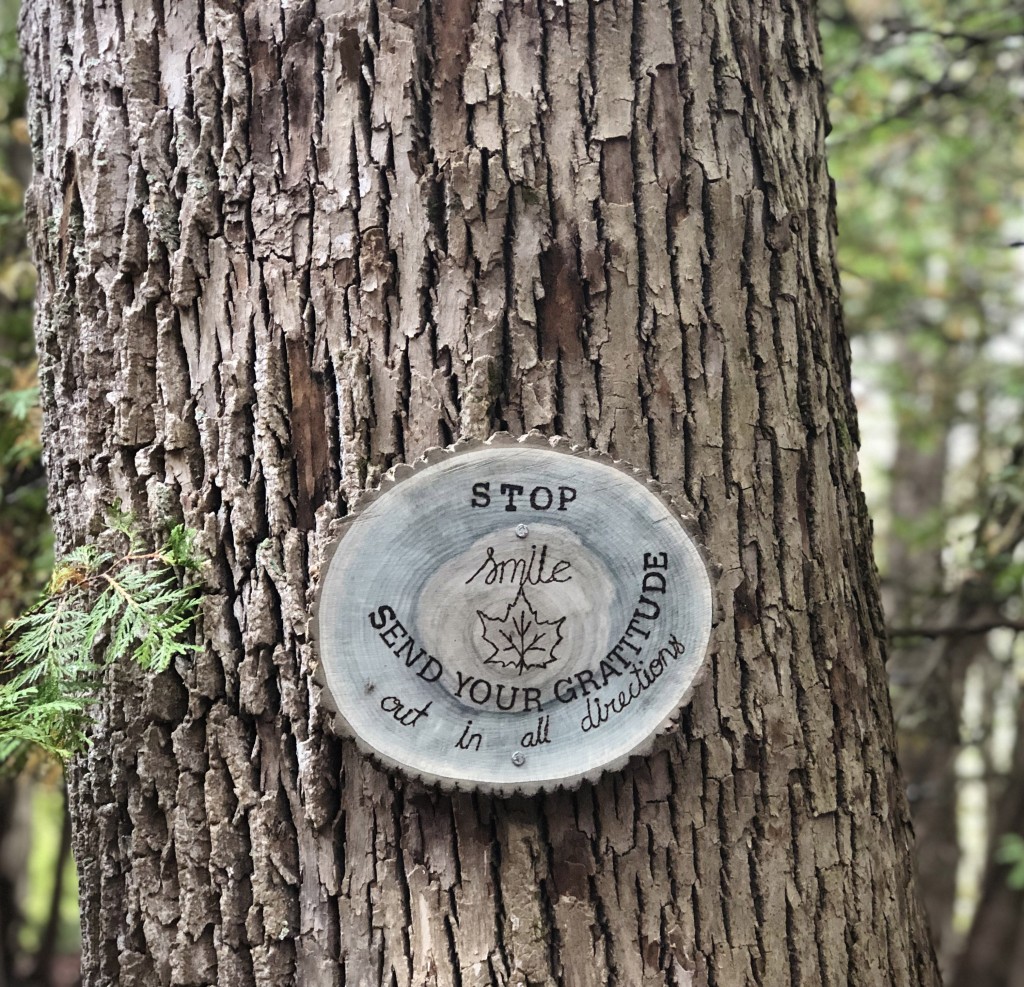 STOP
smile
SEND YOUR GRATITUDE
out in all directions